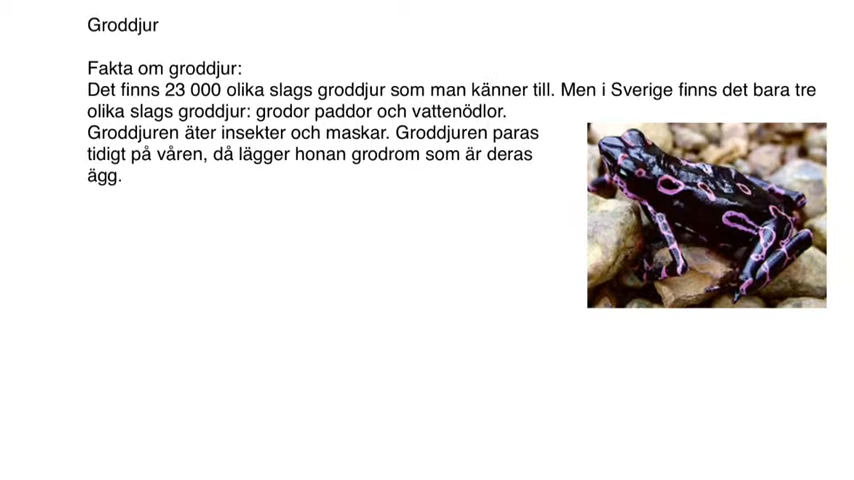 Groddjur
Fakta om groddjur:
Det finns 23 000 olika slags groddjur som man känner till. Men i Sverige finns det bara tre
olika slags groddjur: grodor paddor och vattenödlor.
Groddjuren äter insekter och maskar. Groddjuren paras
tidigt på våren, då lägger honan grodrom som är deras
ägg.